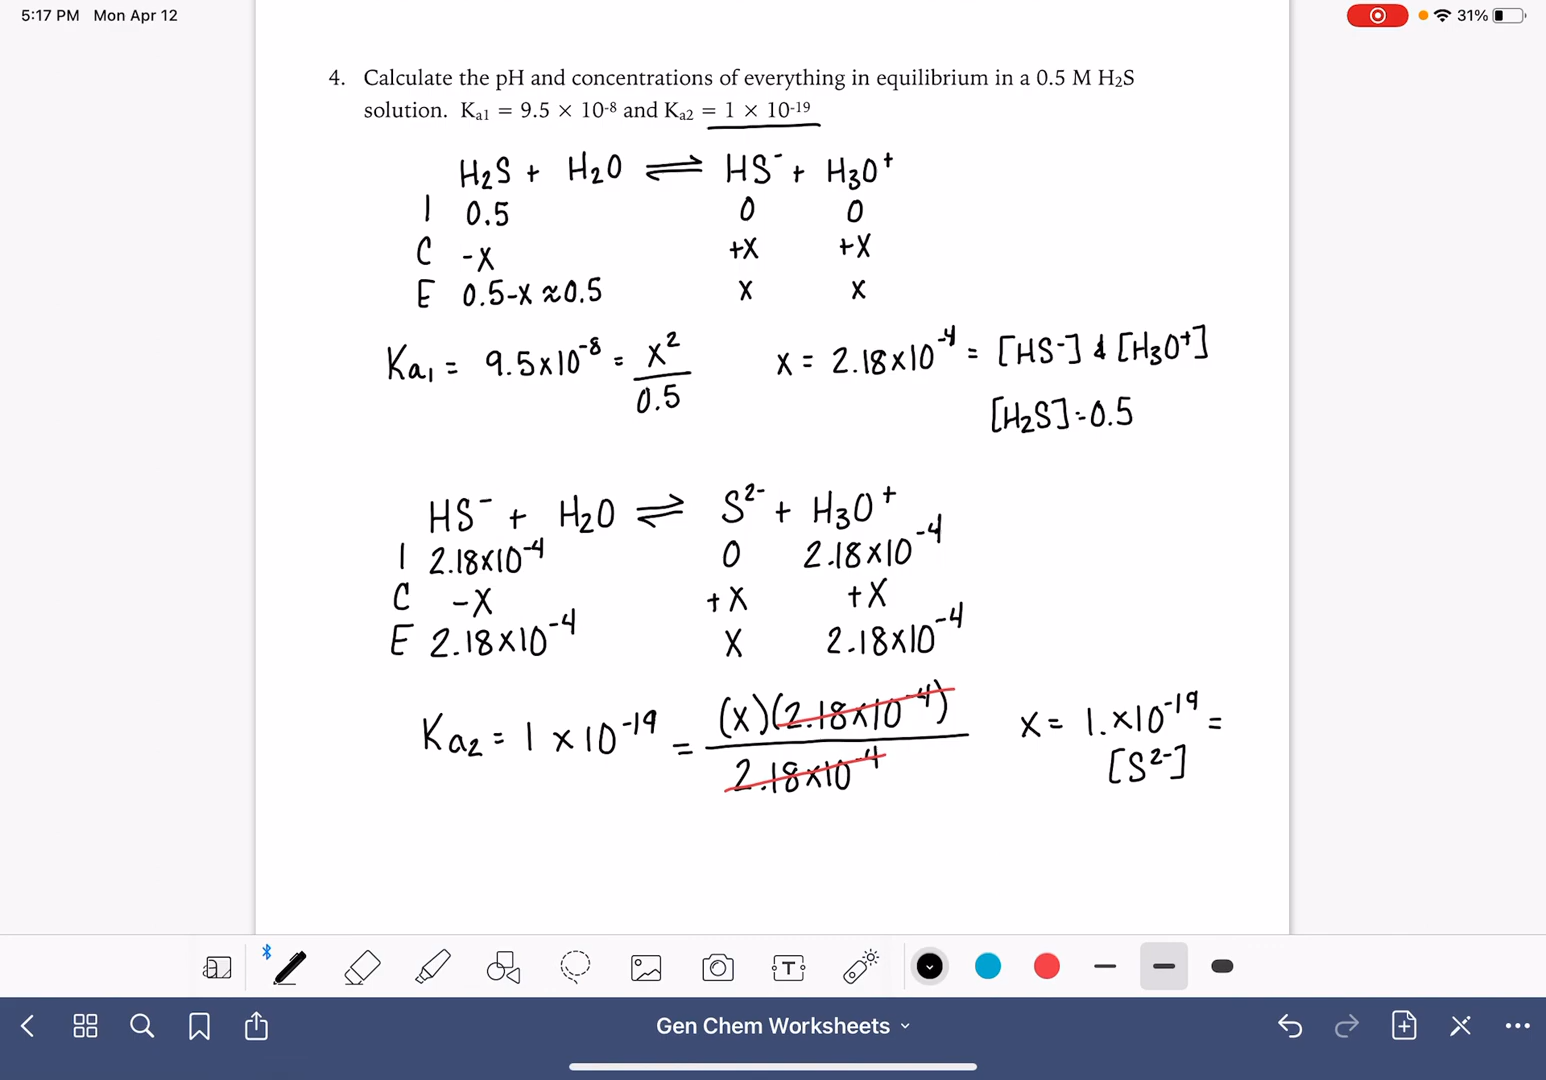 5:17 PM Mon Apr 12
31%
4. Calculate the pH and concentrations of everything in equilibrium in a 0.5 M H₂S
solution. Kₐ₁ = 9.5 × 10⁻⁸ and Kₐ₂ = 1 × 10⁻¹⁹
H₂S + H₂O ⇌ HS⁻ + H₃O⁺
I 0.5 0 0
C -X +X +X
E 0.5-X ≈0.5 X X
Ka₁ = 9.5x10⁻⁸ = X²/0.5 X = 2.18x10⁻⁴ = [HS⁻] & [H₃O⁺]
[H₂S]=0.5
HS⁻ + H₂O ⇌ S²⁻ + H₃O⁺
I 2.18x10⁻⁴ 0 2.18x10⁻⁴
C -X +X +X
E 2.18x10⁻⁴ X 2.18x10⁻⁴
Ka₂ = 1 x 10⁻¹⁹ = (x)(2.18x10⁻⁴)/2.18x10⁻⁴ X = 1.x10⁻¹⁹ =
[S²⁻]
a
T
Gen Chem Worksheets